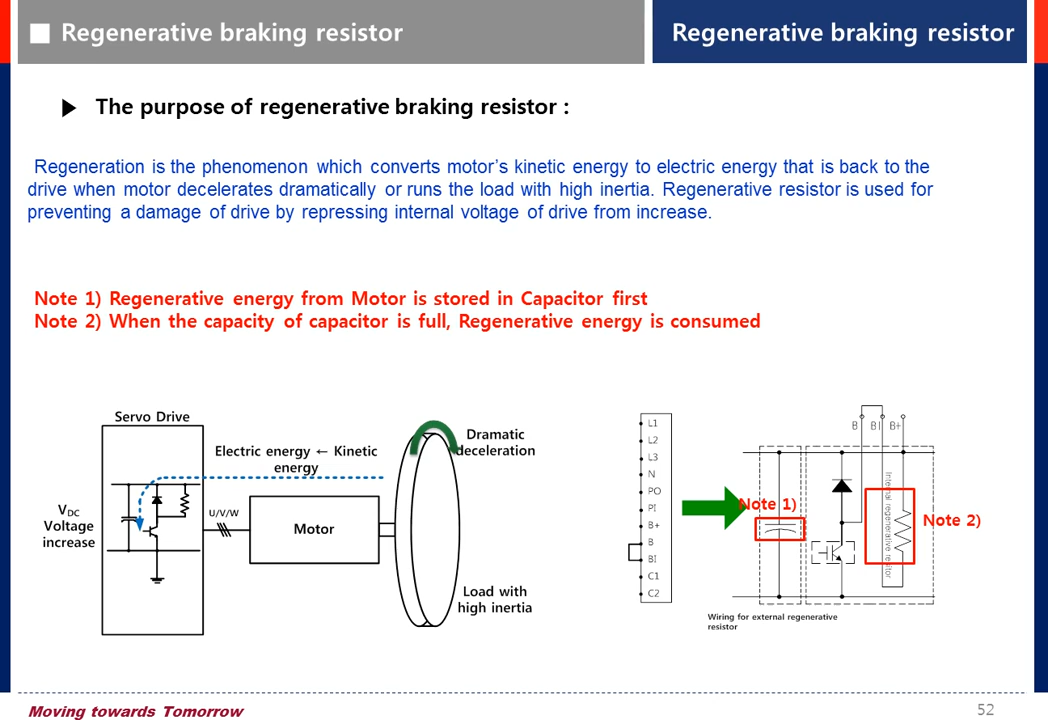 Regenerative braking resistor
Regenerative braking resistor
The purpose of regenerative braking resistor :
Regeneration is the phenomenon which converts motor’s kinetic energy to electric energy that is back to the
drive when motor decelerates dramatically or runs the load with high inertia. Regenerative resistor is used for
preventing a damage of drive by repressing internal voltage of drive from increase.
Note 1) Regenerative energy from Motor is stored in Capacitor first
Note 2) When the capacity of capacitor is full, Regenerative energy is consumed
Servo Drive
Electric energy ← Kinetic
energy
Dramatic
deceleration
VDC
Voltage
increase
U/V/W
Motor
Load with
high inertia
L1
L2
L3
N
PO
PI
B+
B
BI
C1
C2
B
BI
B+
Note 1)
Internal regenerative resistor
Note 2)
Wiring for external regenerative
resistor
Moving towards Tomorrow
52